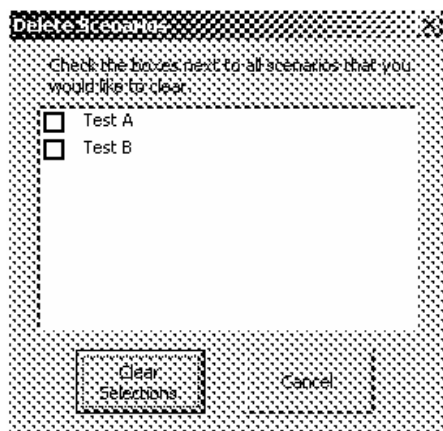 Delete Scenarios
Check the boxes next to all scenarios that you
would like to clear.
Test A
Test B
Clear
Selections
Cancel